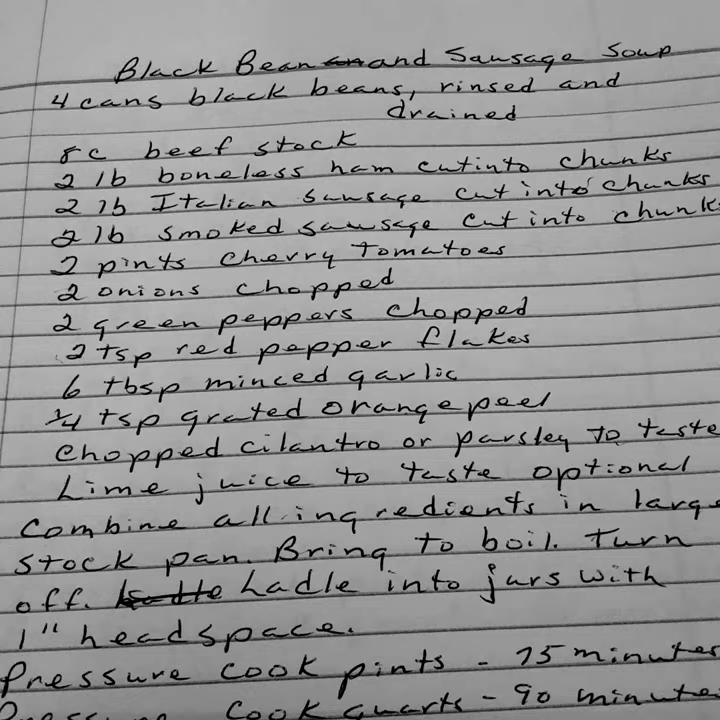 Black Bean and Sausage Soup
4 cans black beans, rinsed and
drained
8c beef stock
2 lb boneless ham cut into chunks
2 lb Italian sausage cut into chunks
2 lb smoked sausage cut into chunks
2 pints cherry tomatoes
2 onions chopped
2 green peppers chopped
2 tsp red pepper flakes
6 tbsp minced garlic
1/4 tsp grated orange peel
Chopped cilantro or parsley to taste
Lime juice to taste optional
Combine all ingredients in large
stock pan. Bring to boil. Turn
off. Ladle into jars with
1" headspace.
Pressure cook pints - 75 minutes
Pressure cook quarts - 90 minutes